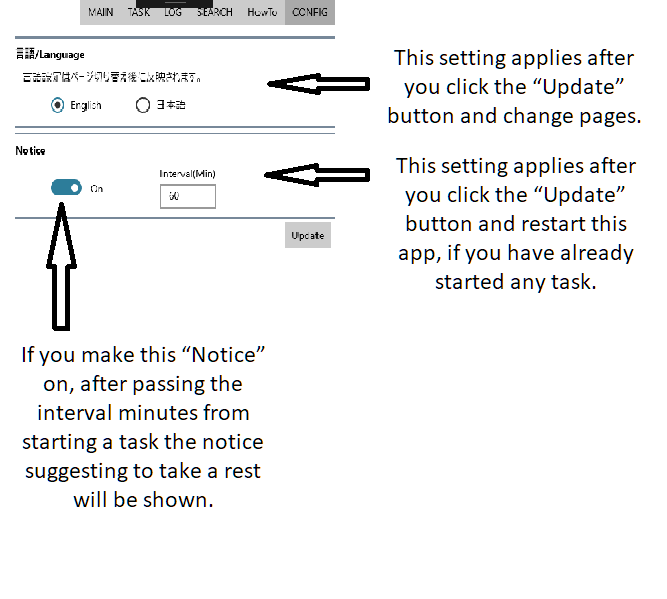 MAIN TASK LOG SEARCH HowTo CONFIG
言語/Language
言語設定はページ切り替え後に反映されます。
English 日本語
Notice
On
Interval(Min)
60
Update
This setting applies after
you click the “Update”
button and change pages.
This setting applies after
you click the “Update”
button and restart this
app, if you have already
started any task.
If you make this “Notice”
on, after passing the
interval minutes from
starting a task the notice
suggesting to take a rest
will be shown.